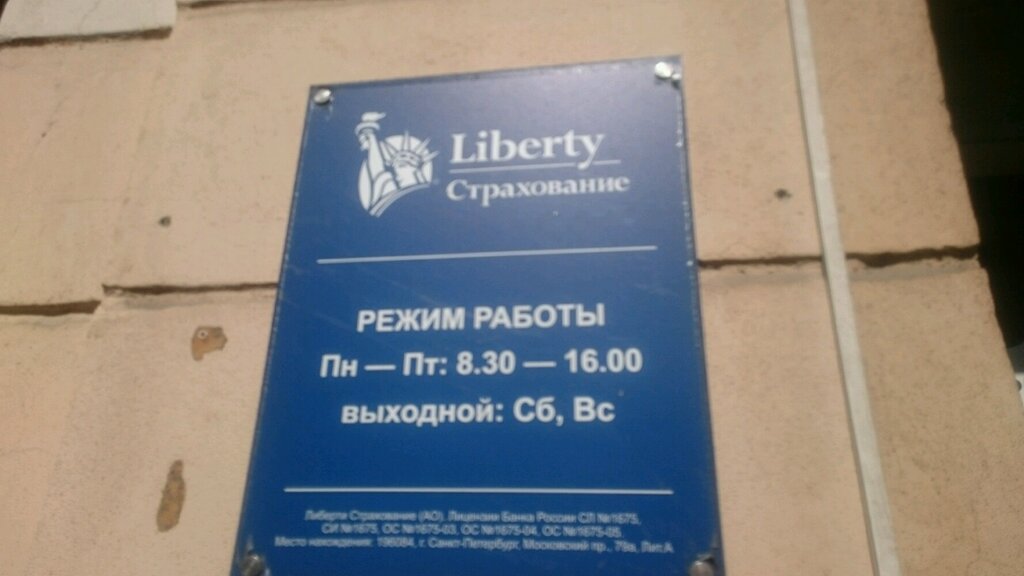 Liberty
Страхование
РЕЖИМ РАБОТЫ
Пн — Пт: 8.30 — 16.00
выходной: Сб, Вс
Либерти Страхование (АО). Лицензии Банка России СЛ №1675,
СИ №1675, ОС №1675-03, ОС №1675-04, ОС №1675-05.
Место нахождения: 196084, г. Санкт-Петербург, Московский пр., 79а, Лит.А